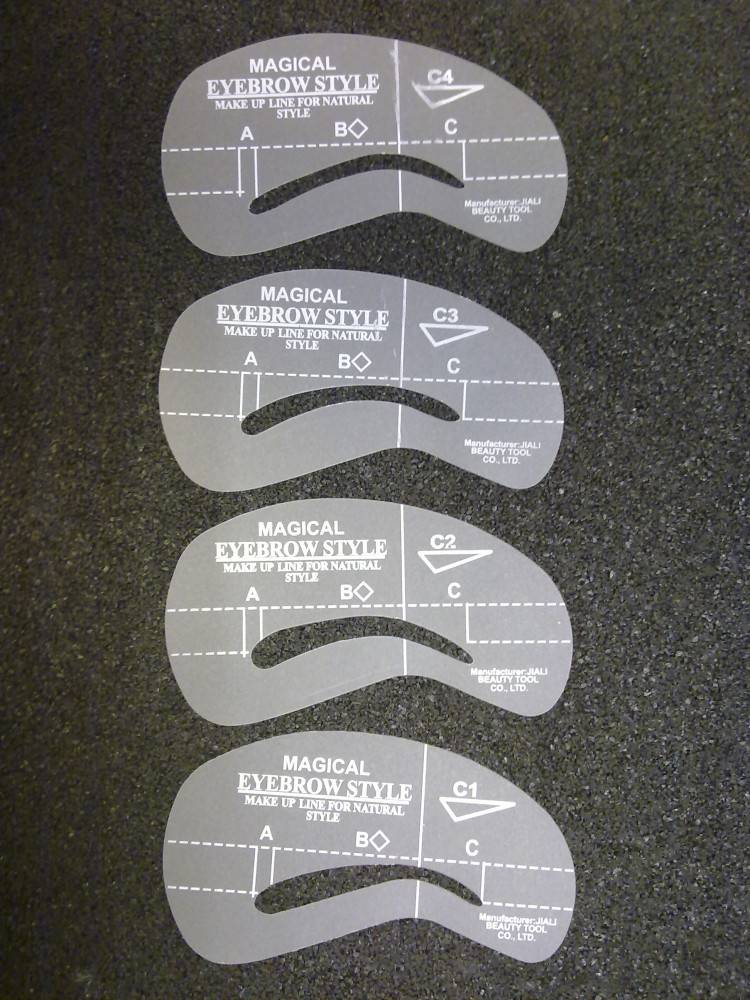 MAGICAL
EYEBROW STYLE
MAKE UP LINE FOR NATURAL
STYLE
C4
A
B◇
C
Manufacturer:JIALI
BEAUTY TOOL
CO., LTD.
MAGICAL
EYEBROW STYLE
MAKE UP LINE FOR NATURAL
STYLE
C3
A
B◇
C
Manufacturer:JIALI
BEAUTY TOOL
CO., LTD.
MAGICAL
EYEBROW STYLE
MAKE UP LINE FOR NATURAL
STYLE
C2
A
B◇
C
Manufacturer:JIALI
BEAUTY TOOL
CO., LTD.
MAGICAL
EYEBROW STYLE
MAKE UP LINE FOR NATURAL
STYLE
C1
A
B◇
C
Manufacturer:JIALI
BEAUTY TOOL
CO., LTD.